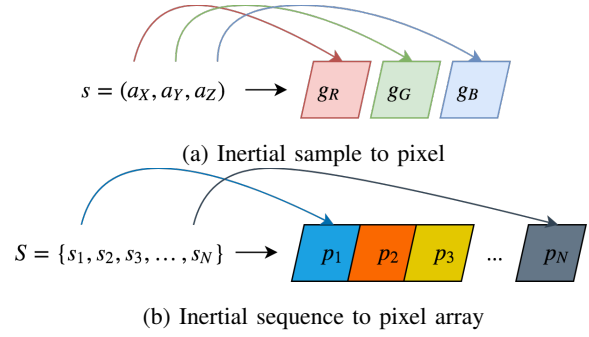 s = (a_X, a_Y, a_Z) g_R g_G g_B
(a) Inertial sample to pixel
S = {s_1, s_2, s_3, ..., s_N} p_1 p_2 p_3 ... p_N
(b) Inertial sequence to pixel array